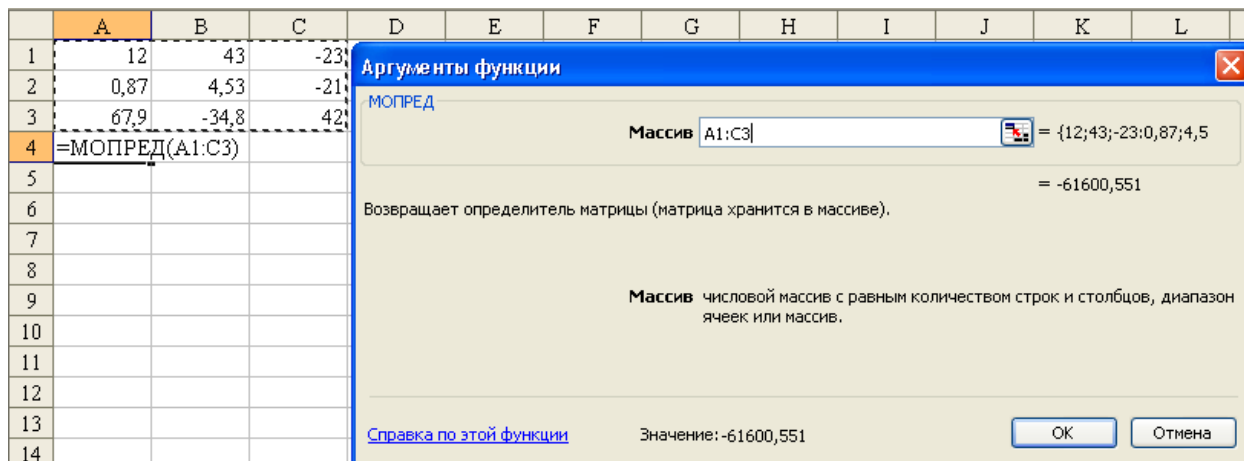 A B C D E F G H I J K L
1 12 43 -23
2 0,87 4,53 -21
3 67,9 -34,8 42
4 =МОПРЕД(A1:C3)
5
6
7
8
9
10
11
12
13
14
Аргументы функции
МОПРЕД
Массив A1:C3 = {12;43;-23:0,87;4,5
= -61600,551
Возвращает определитель матрицы (матрица хранится в массиве).
Массив числовой массив с равным количеством строк и столбцов, диапазон
ячеек или массив.
Справка по этой функции Значение:-61600,551 ОК Отмена